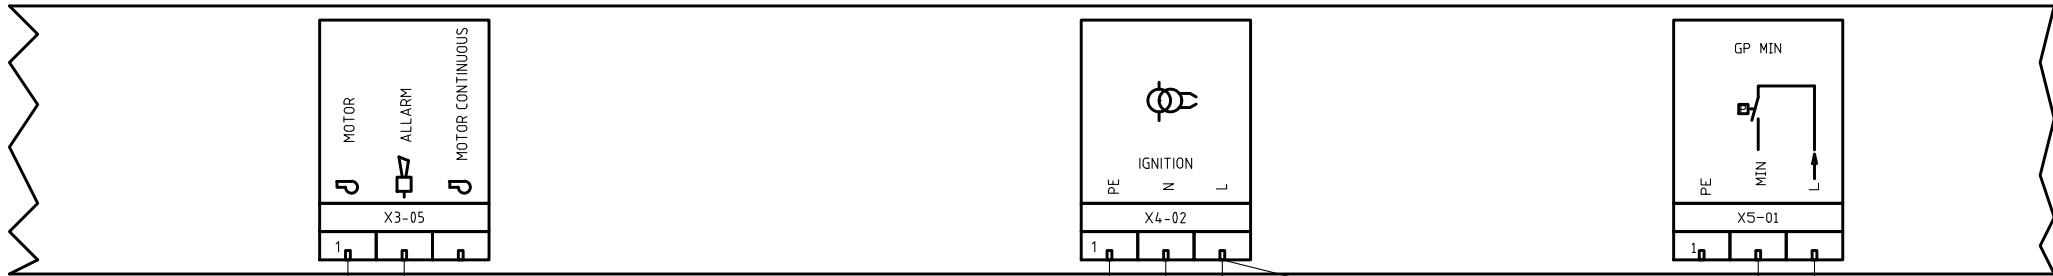 MOTOR
ALLARM
MOTOR CONTINUOUS
X3-05
1
IGNITION
PE
N
L
X4-02
1
GP MIN
P
PE
MIN
L
X5-01
1